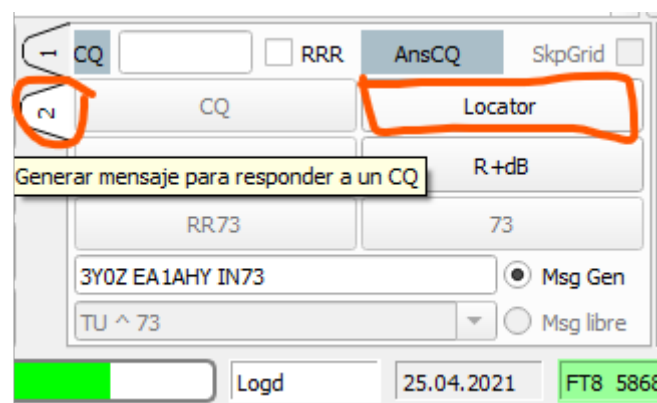 1 CQ RRR AnsCQ SkpGrid
2 CQ Locator
Generar mensaje para responder a un CQ R+dB
RR73 73
3Y0Z EA1AHY IN73 Msg Gen
TU ^ 73 Msg libre
Logd 25.04.2021 FT8 5868